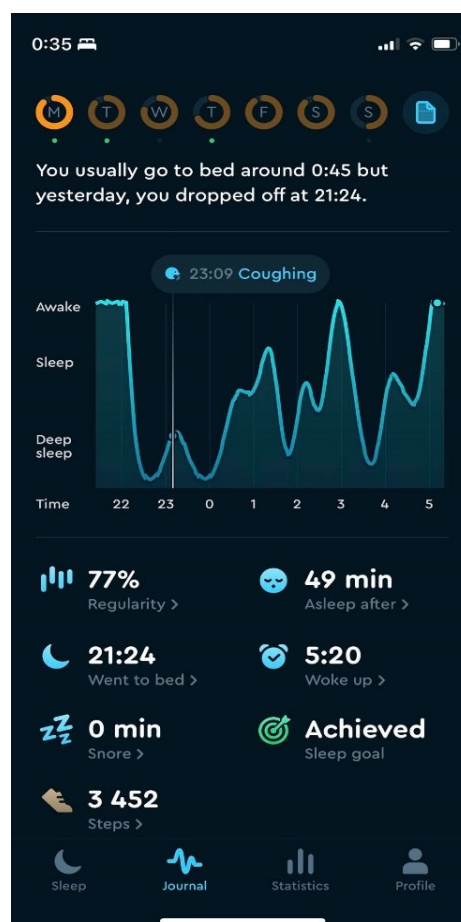 0:35
M T W T F S S
You usually go to bed around 0:45 but
yesterday, you dropped off at 21:24.
23:09 Coughing
Awake
Sleep
Deep
sleep
Time 22 23 0 1 2 3 4 5
77% 49 min
Regularity > Asleep after >
21:24 5:20
Went to bed > Woke up >
0 min Achieved
Snore > Sleep goal
3 452
Steps >
Sleep Journal Statistics Profile